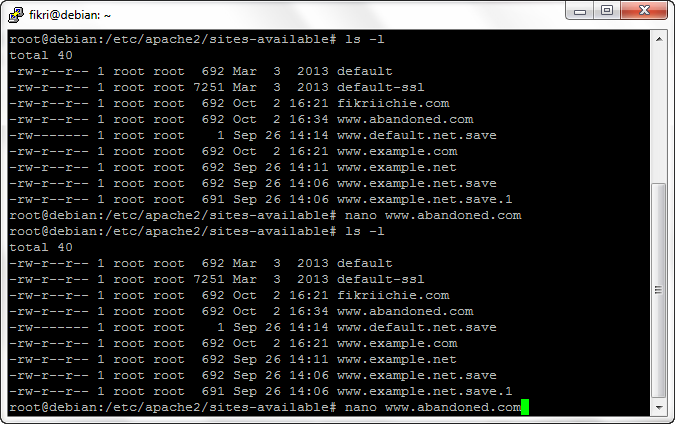 fikri@debian: ~
root@debian:/etc/apache2/sites-available# ls -l
total 40
-rw-r--r-- 1 root root  692 Mar  3  2013 default
-rw-r--r-- 1 root root 7251 Mar  3  2013 default-ssl
-rw-r--r-- 1 root root  692 Oct  2 16:21 fikriichie.com
-rw-r--r-- 1 root root  692 Oct  2 16:34 www.abandoned.com
-rw------- 1 root root    1 Sep 26 14:14 www.default.net.save
-rw-r--r-- 1 root root  692 Oct  2 16:21 www.example.com
-rw-r--r-- 1 root root  692 Sep 26 14:11 www.example.net
-rw-r--r-- 1 root root  692 Sep 26 14:06 www.example.net.save
-rw-r--r-- 1 root root  691 Sep 26 14:06 www.example.net.save.1
root@debian:/etc/apache2/sites-available# nano www.abandoned.com
root@debian:/etc/apache2/sites-available# ls -l
total 40
-rw-r--r-- 1 root root  692 Mar  3  2013 default
-rw-r--r-- 1 root root 7251 Mar  3  2013 default-ssl
-rw-r--r-- 1 root root  692 Oct  2 16:21 fikriichie.com
-rw-r--r-- 1 root root  692 Oct  2 16:34 www.abandoned.com
-rw------- 1 root root    1 Sep 26 14:14 www.default.net.save
-rw-r--r-- 1 root root  692 Oct  2 16:21 www.example.com
-rw-r--r-- 1 root root  692 Sep 26 14:11 www.example.net
-rw-r--r-- 1 root root  692 Sep 26 14:06 www.example.net.save
-rw-r--r-- 1 root root  691 Sep 26 14:06 www.example.net.save.1
root@debian:/etc/apache2/sites-available# nano www.abandoned.com